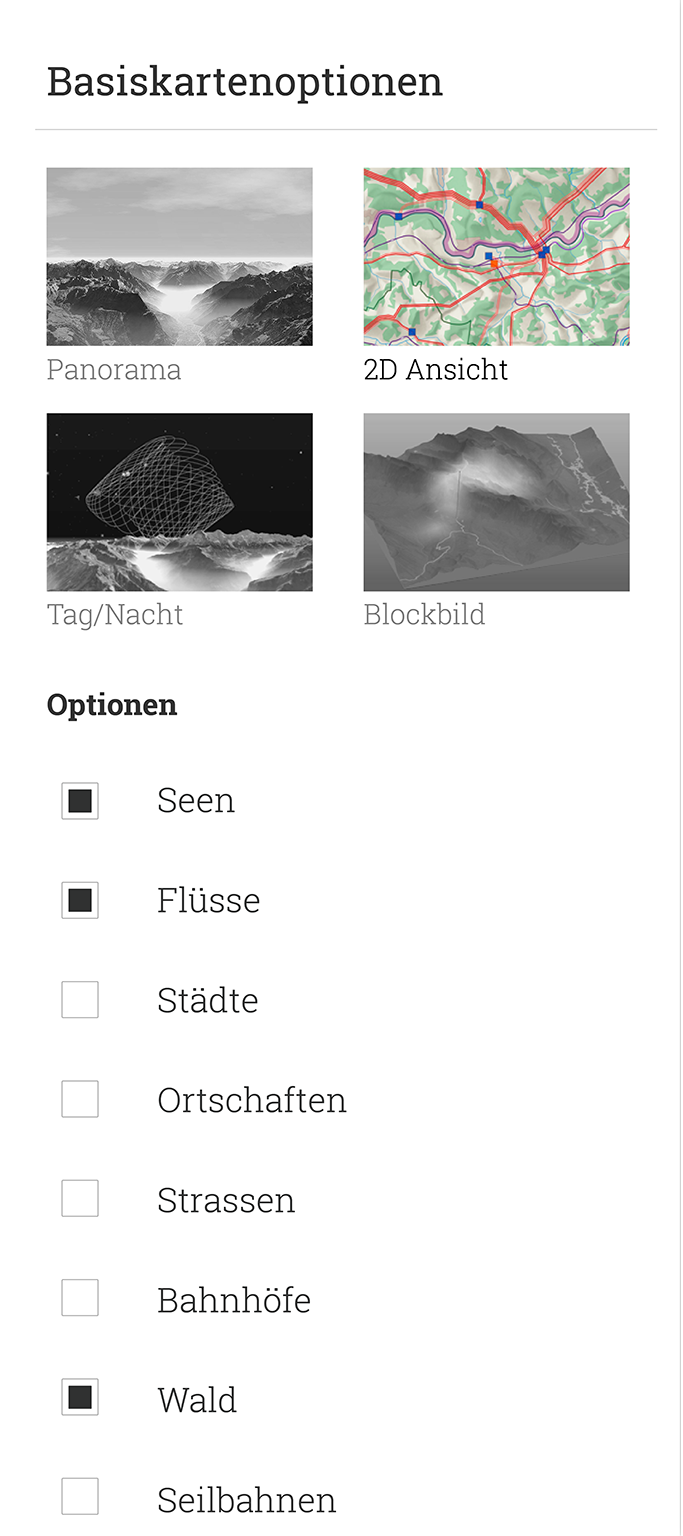 Basiskartenoptionen
Panorama
2D Ansicht
Tag/Nacht
Blockbild
Optionen
Seen
Flüsse
Städte
Ortschaften
Strassen
Bahnhöfe
Wald
Seilbahnen